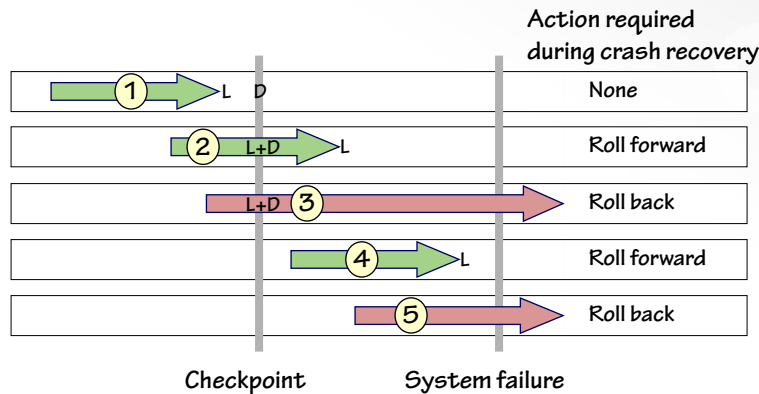 Action required
during crash recovery
1 L D None
2 L+D L Roll forward
L+D 3 Roll back
4 L Roll forward
5 Roll back
Checkpoint System failure